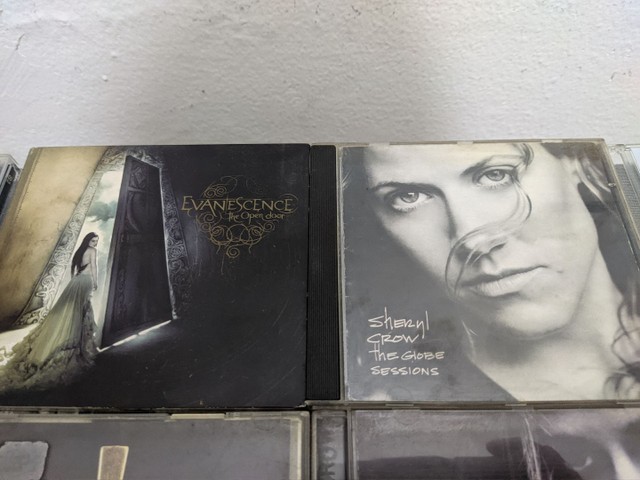 EVANESCENCE
The Open door
Sheryl
Crow
the Globe
Sessions